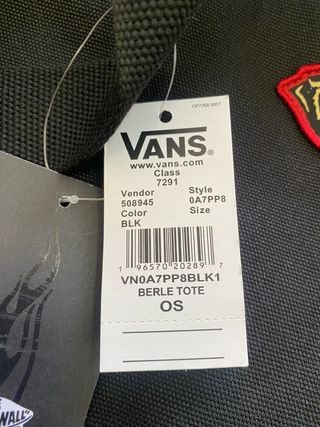 CP7358 0001
VANS®
www.vans.com
Class
7291
Vendor Style
508945 0A7PP8
Color Size
BLK
1 96570 20289 7
VN0A7PP8BLK1
BERLE TOTE
OS
WALL"